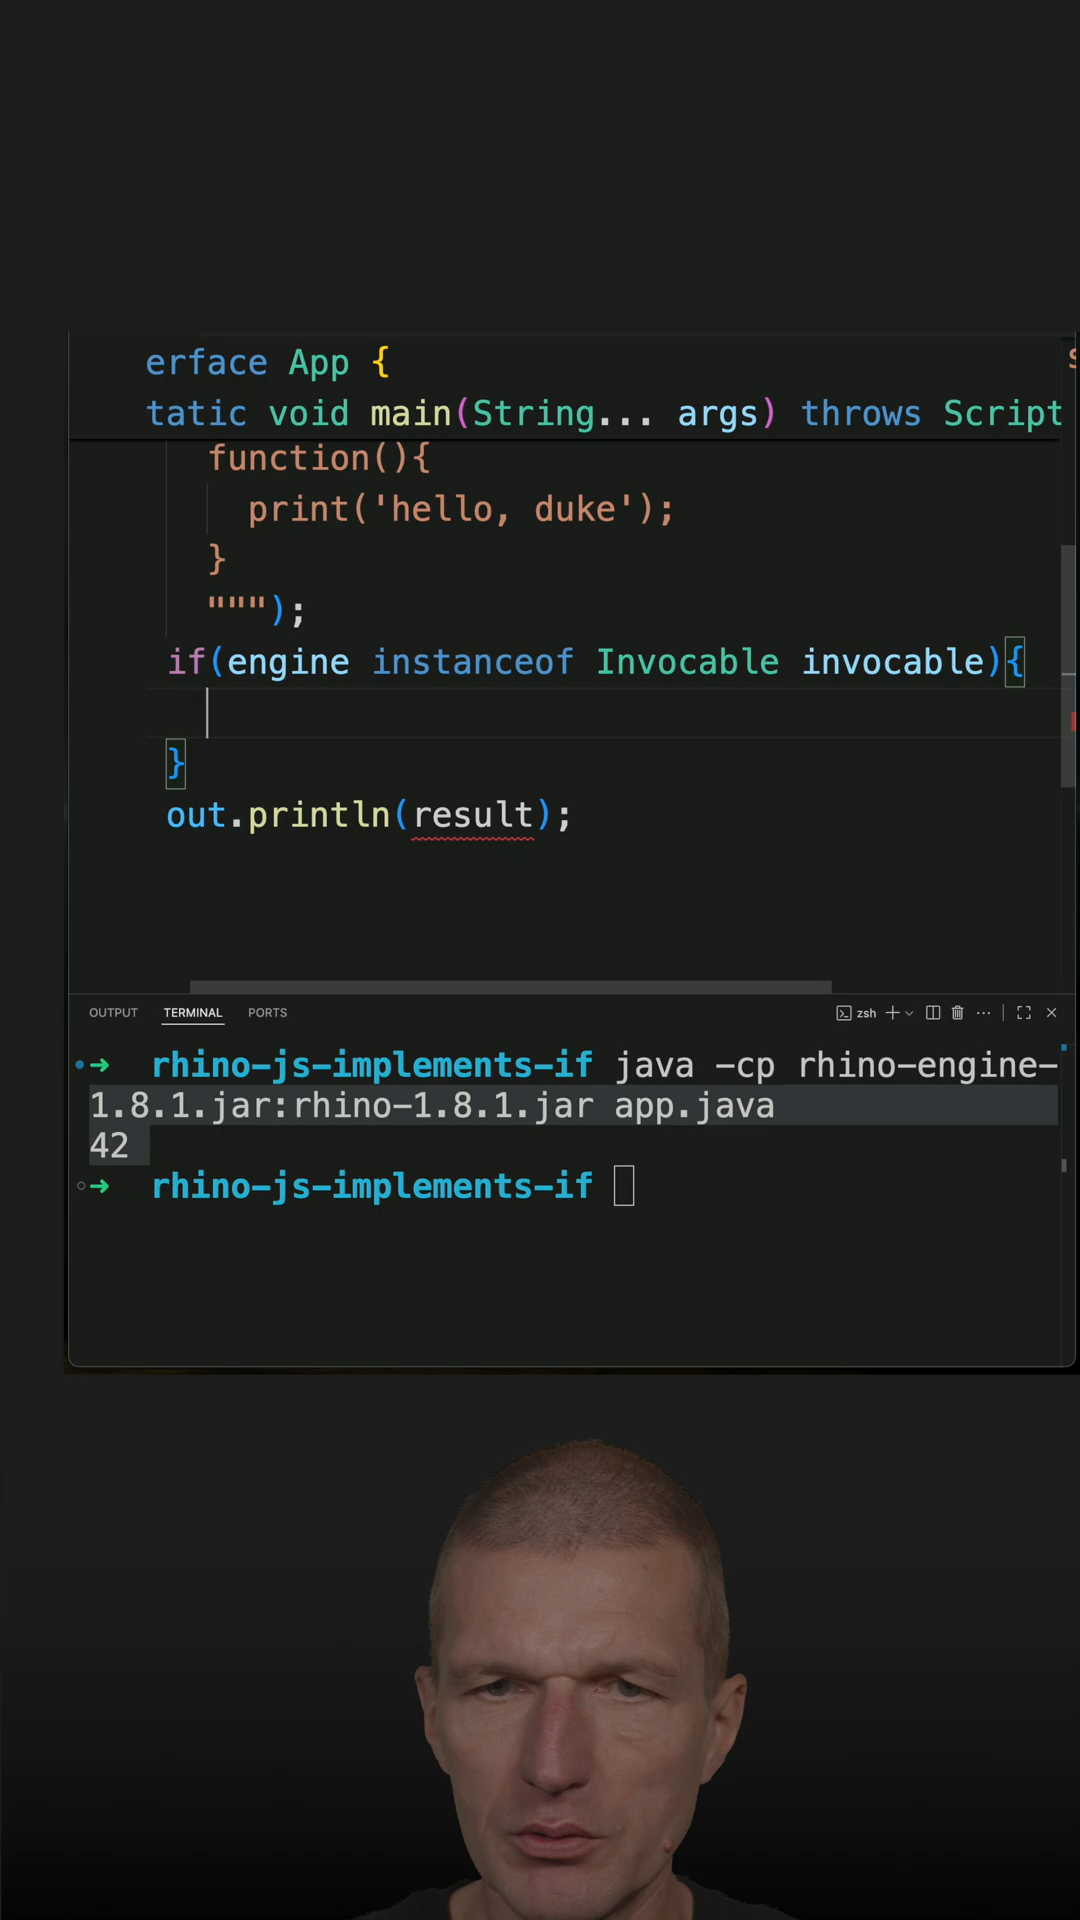 erface App {
tatic void main(String... args) throws Script
function(){
print('hello, duke');
}
""");
if(engine instanceof Invocable invocable){
}
out.println(result);
OUTPUT TERMINAL PORTS zsh
→ rhino-js-implements-if java -cp rhino-engine-
1.8.1.jar:rhino-1.8.1.jar app.java
42
→ rhino-js-implements-if